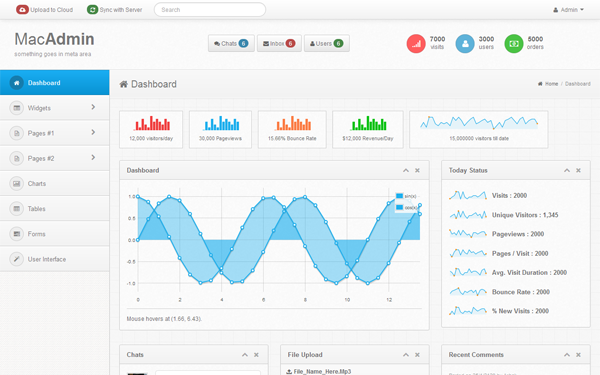 Upload to Cloud Sync with Server Search Admin
MacAdmin
something goes in meta area
Chats 6 Inbox 6 Users 6
7000 visits
3000 users
5000 orders
Dashboard
Widgets
Pages #1
Pages #2
Charts
Tables
Forms
User Interface
Dashboard
Home / Dashboard
12,000 visitors/day
30,000 Pageviews
15.66% Bounce Rate
$12,000 Revenue/Day
15,000000 visitors till date
Dashboard
1.0
0.5
0.0
-0.5
-1.0
0 2 4 6 8 10 12
sin(x)
cos(x)
Mouse hovers at (1.66, 6.43).
Today Status
Visits : 2000
Unique Visitors : 1,345
Pageviews : 2000
Pages / Visit : 2000
Avg. Visit Duration : 2000
Bounce Rate : 2000
% New Visits : 2000
Chats
File Upload
File_Name_Here.Mp3
Recent Comments